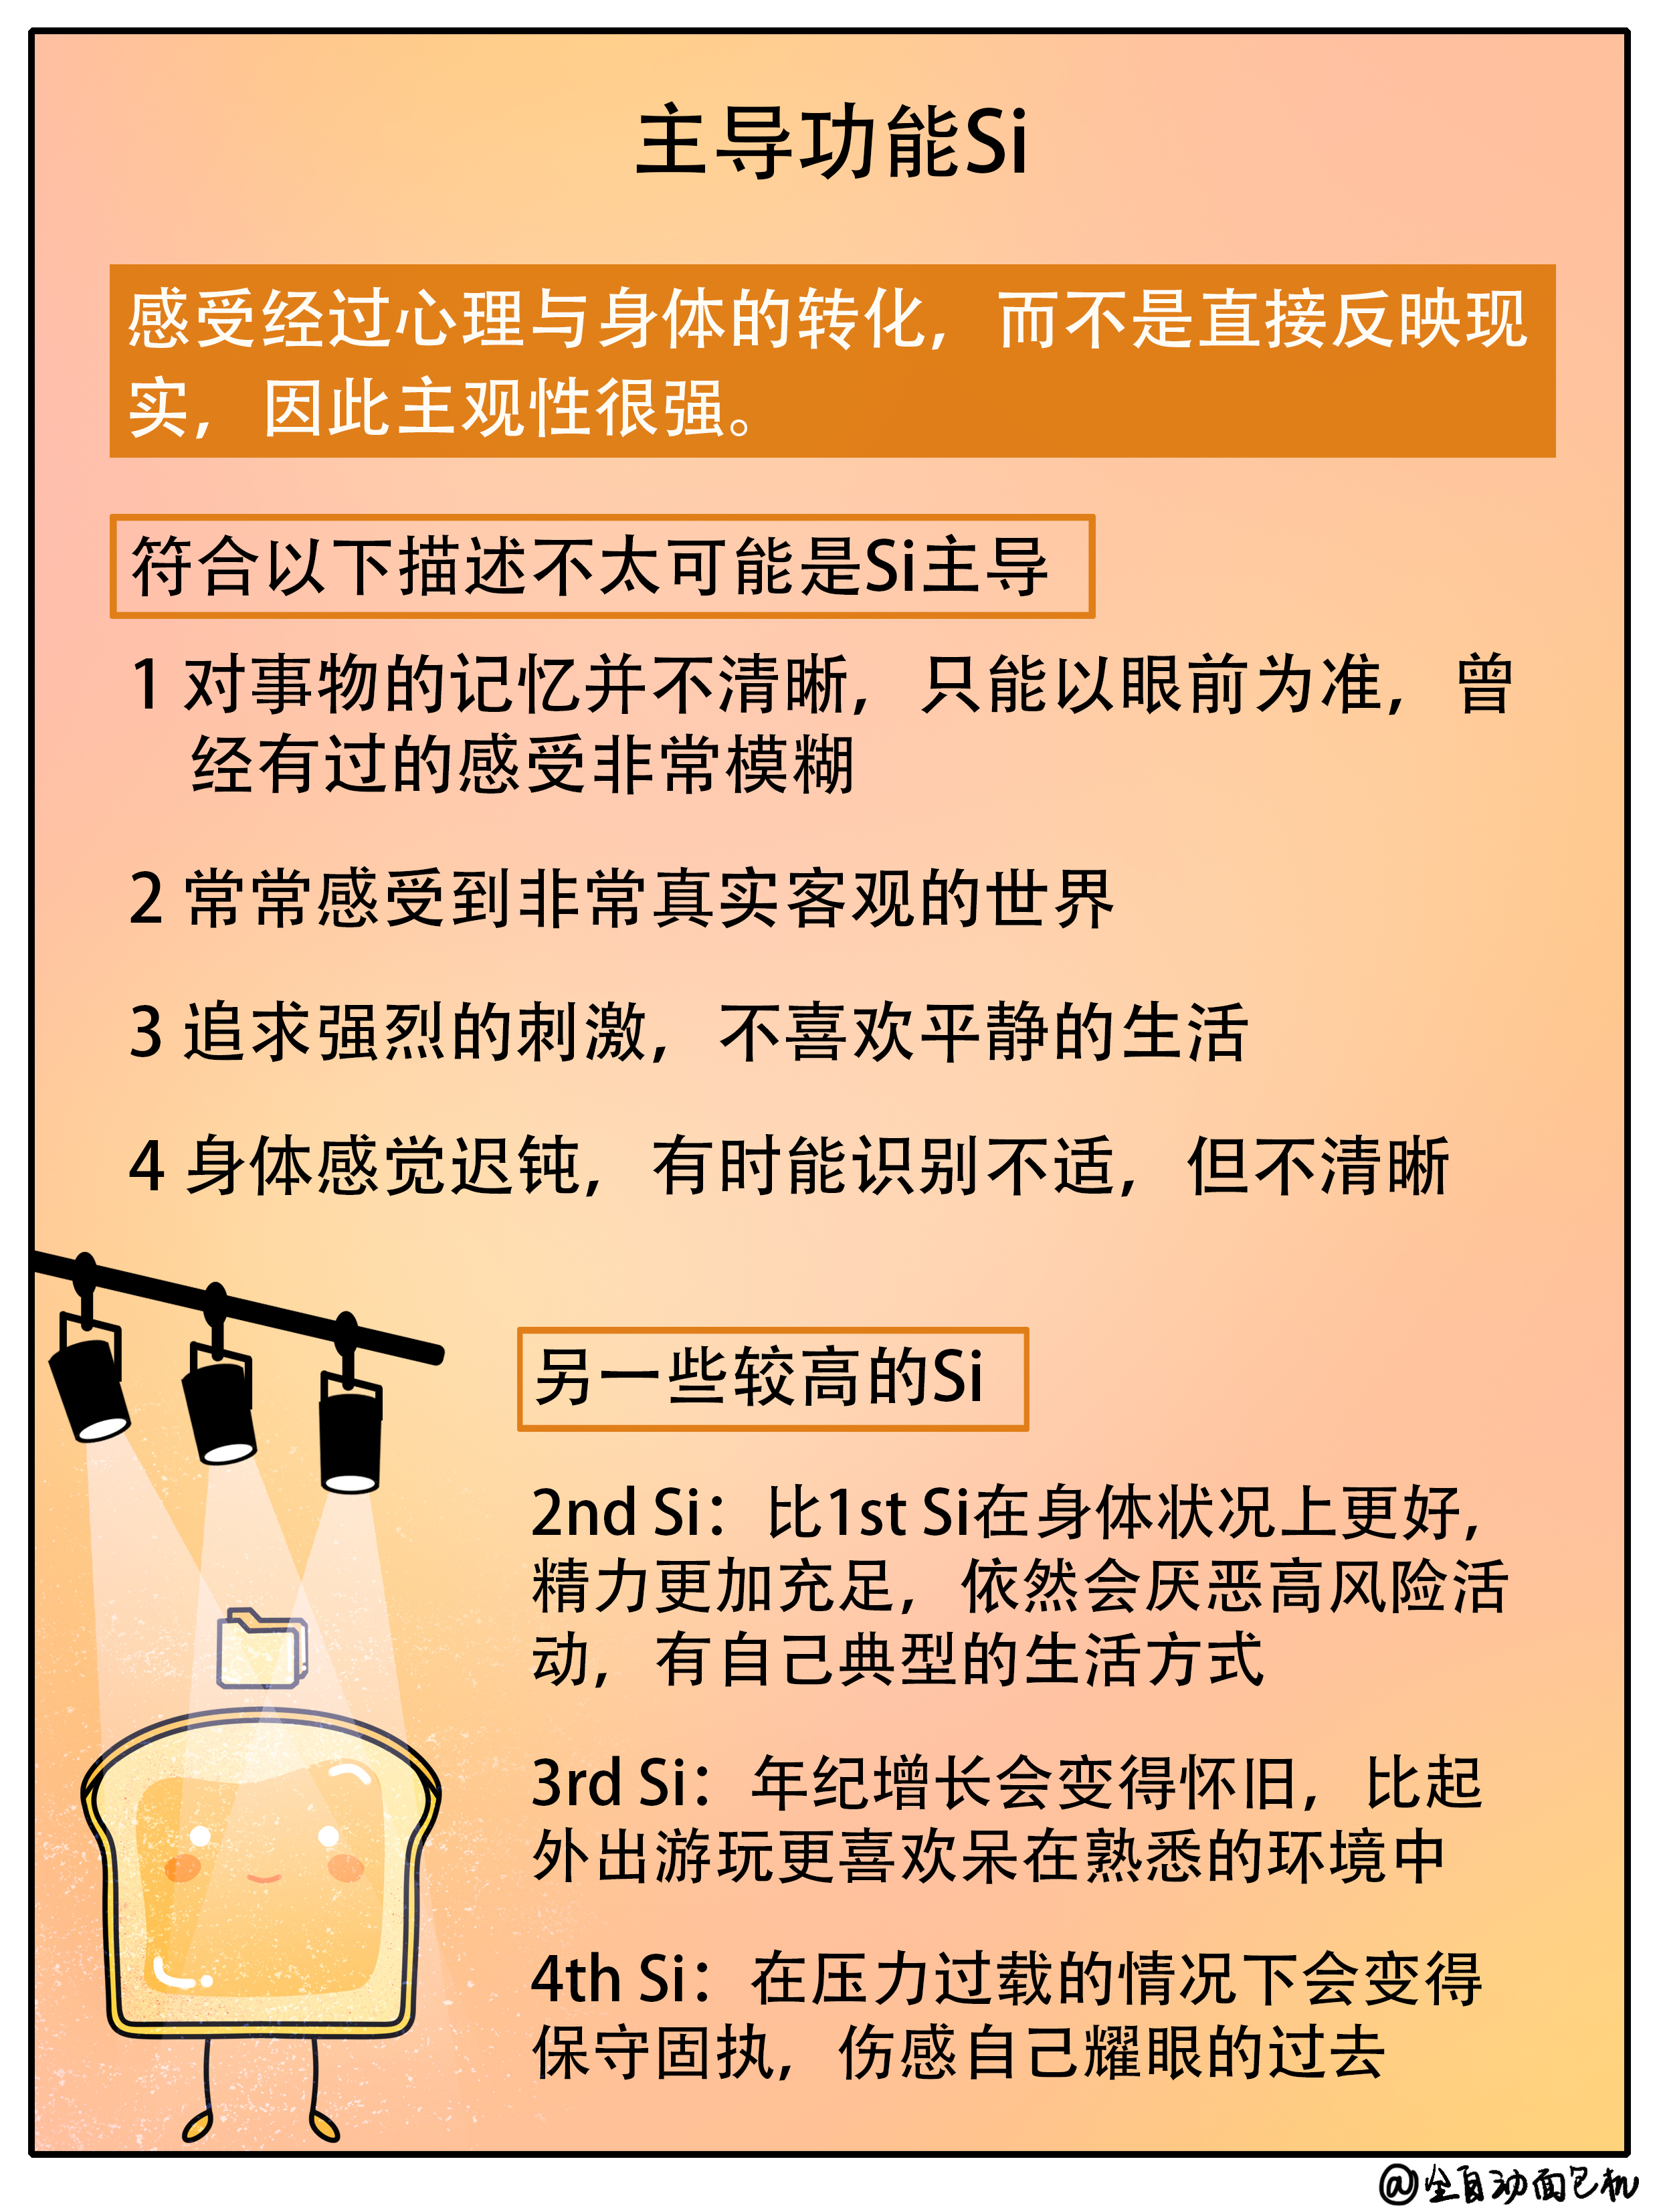 主导功能Si
感受经过心理与身体的转化，而不是直接反映现
实，因此主观性很强。
符合以下描述不太可能是Si主导
1 对事物的记忆并不清晰，只能以眼前为准，曾
经有过的感受非常模糊
2 常常感受到非常真实客观的世界
3 追求强烈的刺激，不喜欢平静的生活
4 身体感觉迟钝，有时能识别不适，但不清晰
另一些较高的Si
2nd Si：比1st Si在身体状况上更好，
精力更加充足，依然会厌恶高风险活
动，有自己典型的生活方式
3rd Si：年纪增长会变得怀旧，比起
外出游玩更喜欢呆在熟悉的环境中
4th Si：在压力过载的情况下会变得
保守固执，伤感自己耀眼的过去
@全自动面包机